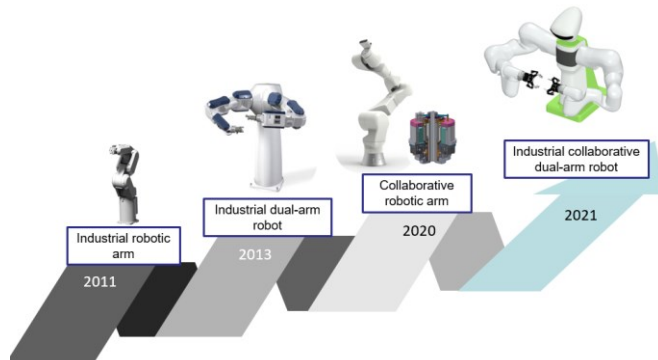 Industrial robotic
arm
2011
Industrial dual-arm
robot
2013
Collaborative
robotic arm
2020
Industrial collaborative
dual-arm robot
2021